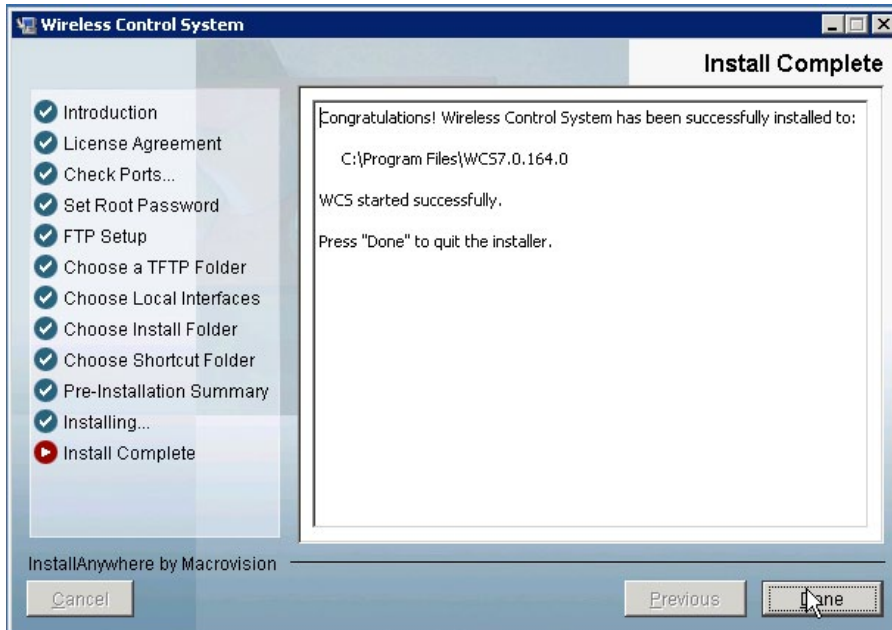 Wireless Control System
Install Complete
Introduction
License Agreement
Check Ports...
Set Root Password
FTP Setup
Choose a TFTP Folder
Choose Local Interfaces
Choose Install Folder
Choose Shortcut Folder
Pre-Installation Summary
Installing...
Install Complete
Congratulations! Wireless Control System has been successfully installed to:
C:\Program Files\WCS7.0.164.0
WCS started successfully.
Press "Done" to quit the installer.
InstallAnywhere by Macrovision
Cancel
Previous
Done